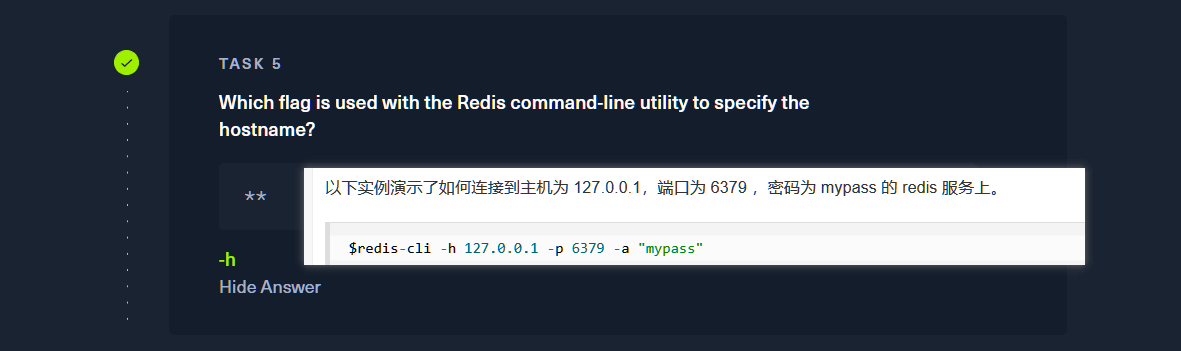 TASK 5
Which flag is used with the Redis command-line utility to specify the
hostname?
**
以下实例演示了如何连接到主机为 127.0.0.1，端口为 6379 ，密码为 mypass 的 redis 服务上。
$redis-cli -h 127.0.0.1 -p 6379 -a "mypass"
-h
Hide Answer